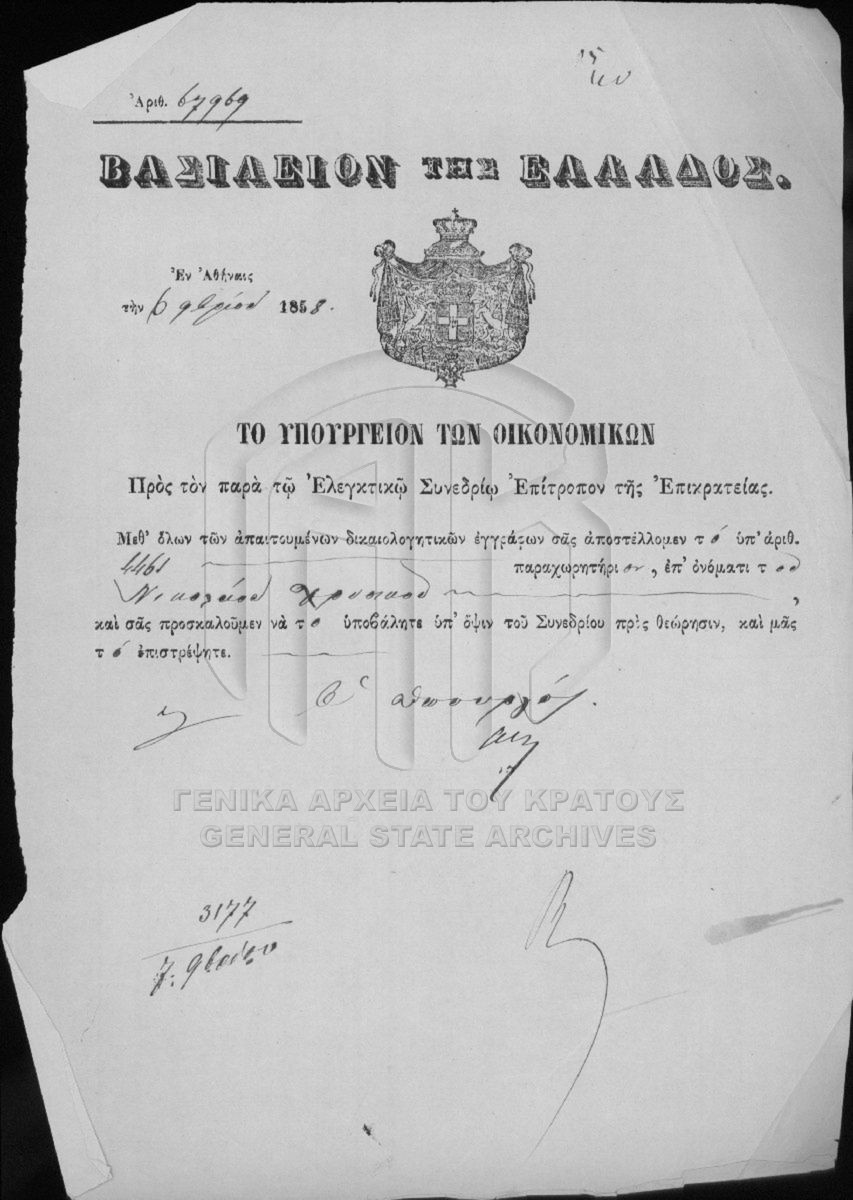 Ἀριθ. 67969
ΒΑΣΙΛΕΙΟΝ ΤΗΣ ΕΛΛΑΔΟΣ.
Ἐν Ἀθήναις
τὴν 6 9βρίου 1858.
ΤΟ ΥΠΟΥΡΓΕΙΟΝ ΤΩΝ ΟΙΚΟΝΟΜΙΚΩΝ
Πρὸς τὸν παρὰ τῷ Ἐλεγκτικῷ Συνεδρίῳ Ἐπίτροπον τῆς Ἐπικρατείας.
Μεθ' ὅλων τῶν ἀπαιτουμένων δικαιολογητικῶν ἐγγράφων σᾶς ἀποστέλλομεν τὸ ὑπ' ἀριθ.
4461 παραχωρητήριον, ἐπ' ὀνόματι τοῦ
Νικολάου
καὶ σᾶς προσκαλοῦμεν νὰ τὸ ὑποβάλητε ὑπ' ὄψιν τοῦ Συνεδρίου πρὸς θεώρησιν, καὶ μᾶς
τὸ ἐπιστρέψητε.
Ὁ Ὑπουργός.
ΓΕΝΙΚΑ ΑΡΧΕΙΑ ΤΟΥ ΚΡΑΤΟΥΣ
GENERAL STATE ARCHIVES
3177
7. 9βρίου